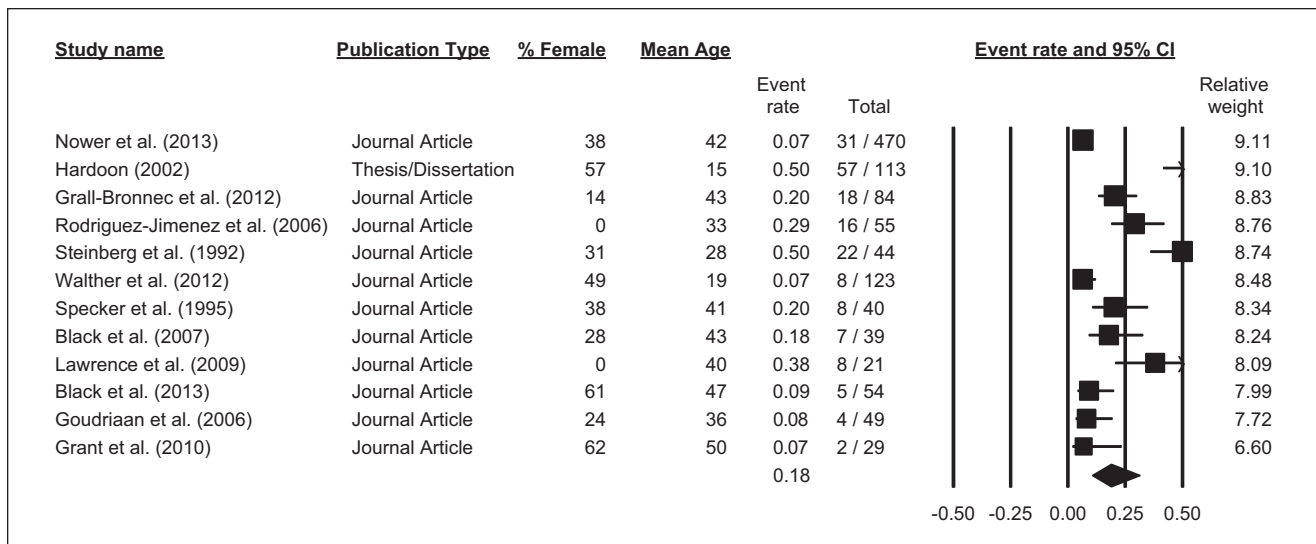 Study name Publication Type % Female Mean Age Event rate and 95% CI
Event rate Total Relative weight
Nower et al. (2013) Journal Article 38 42 0.07 31 / 470 9.11
Hardoon (2002) Thesis/Dissertation 57 15 0.50 57 / 113 9.10
Grall-Bronnec et al. (2012) Journal Article 14 43 0.20 18 / 84 8.83
Rodriguez-Jimenez et al. (2006) Journal Article 0 33 0.29 16 / 55 8.76
Steinberg et al. (1992) Journal Article 31 28 0.50 22 / 44 8.74
Walther et al. (2012) Journal Article 49 19 0.07 8 / 123 8.48
Specker et al. (1995) Journal Article 38 41 0.20 8 / 40 8.34
Black et al. (2007) Journal Article 28 43 0.18 7 / 39 8.24
Lawrence et al. (2009) Journal Article 0 40 0.38 8 / 21 8.09
Black et al. (2013) Journal Article 61 47 0.09 5 / 54 7.99
Goudriaan et al. (2006) Journal Article 24 36 0.08 4 / 49 7.72
Grant et al. (2010) Journal Article 62 50 0.07 2 / 29 6.60
0.18
-0.50 -0.25 0.00 0.25 0.50